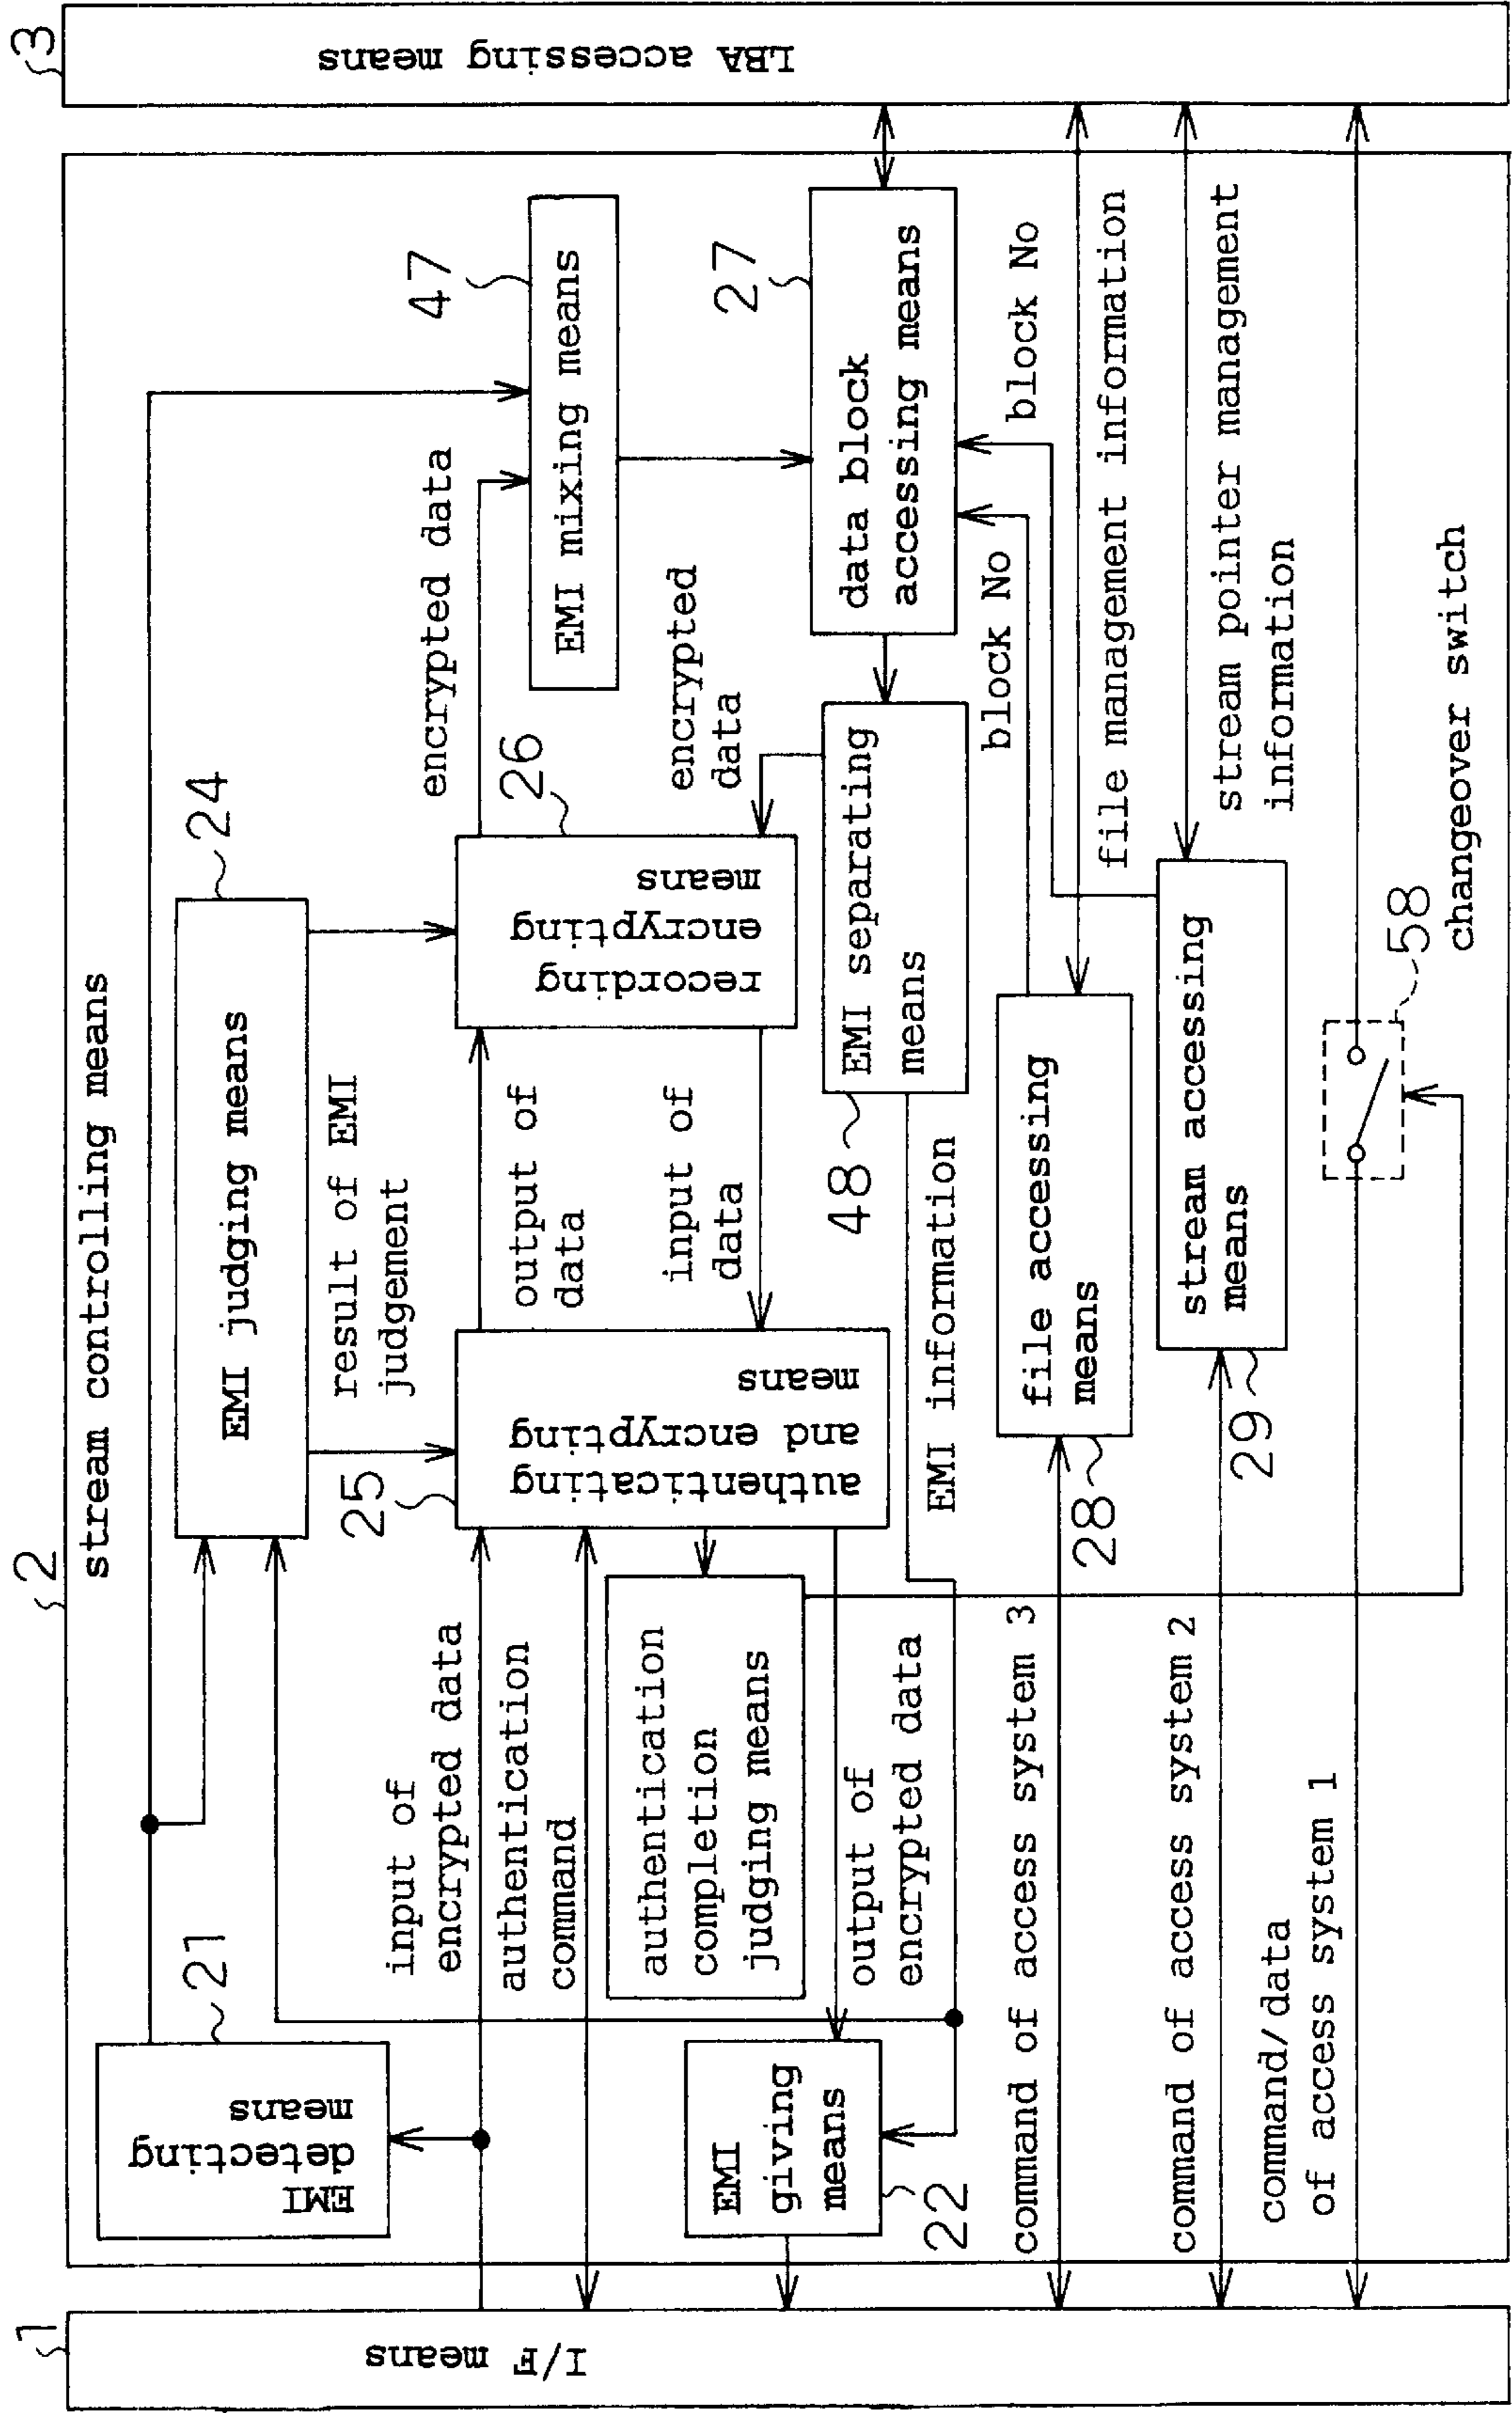 1
I/F means
2
stream controlling means
3
LBA accessing means
21
EMI
detecting
means
24
EMI judging means
result of EMI
judgement
25
authenticating
and encrypting
means
input of
encrypted data
authentication
command
authentication
completion
judging means
output of
encrypted data
EMI
giving
means
22
output of
data
input of
data
26
recording
encrypting
means
encrypted data
encrypted
data
47
EMI mixing means
27
data block
accessing means
48
EMI separating
means
EMI information
block No
block No
file management information
stream pointer management
information
28
file accessing
means
29
stream accessing
means
command of access system 3
command of access system 2
command/data
of access system 1
58
changeover switch